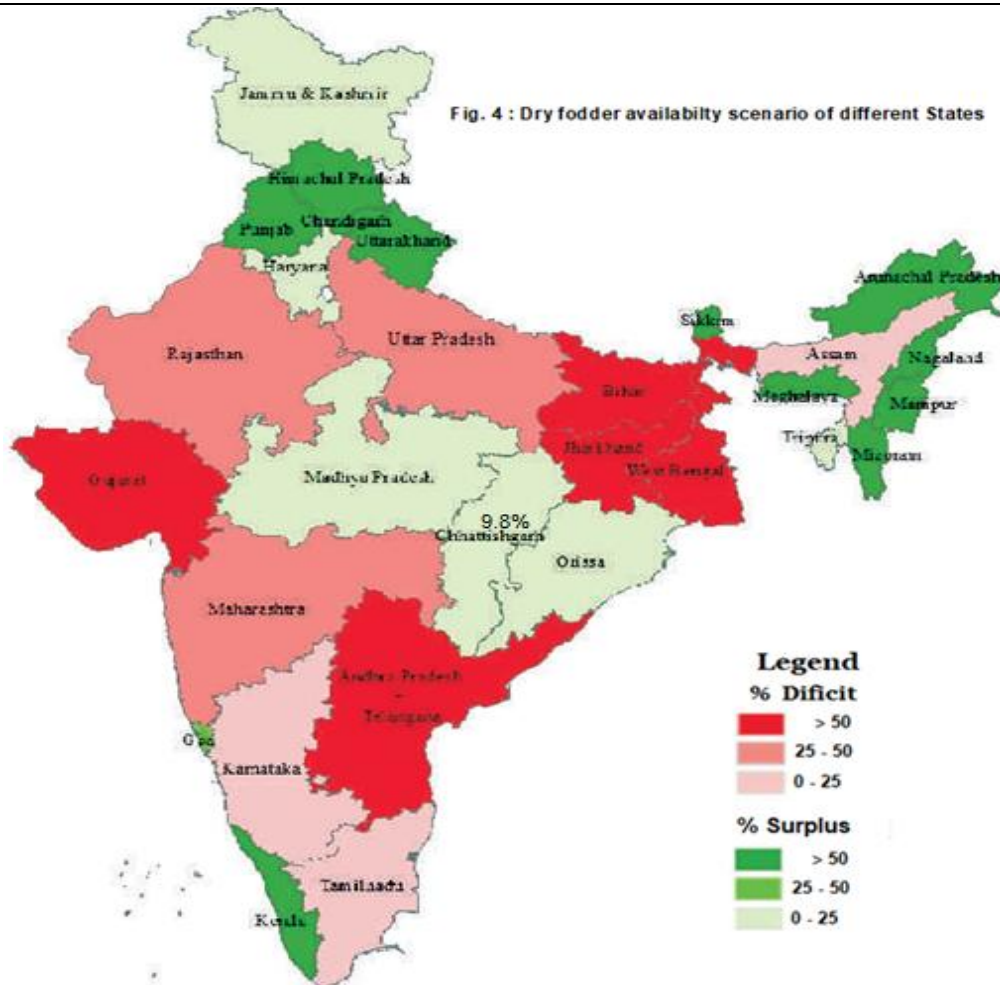 Jammu & Kashmir
Fig. 4 : Dry fodder availabilty scenario of different States
Himachal Pradesh
Chandigarh
Punjab
Uttarakhand
Haryana
Arunachal Pradesh
Sikkim
Uttar Pradesh
Rajasthan
Assam
Nagaland
Bihar
Meghalaya
Manipur
Tripura
Jharkhand
Mizoram
West Bengal
Gujarat
Madhya Pradesh
9.8%
Chhattishgarh
Orissa
Maharashtra
Legend
% Dificit
> 50
25 - 50
0 - 25
Andhra Pradesh
Telangana
Goa
Karnataka
% Surplus
> 50
25 - 50
0 - 25
Tamilnadu
Kerala